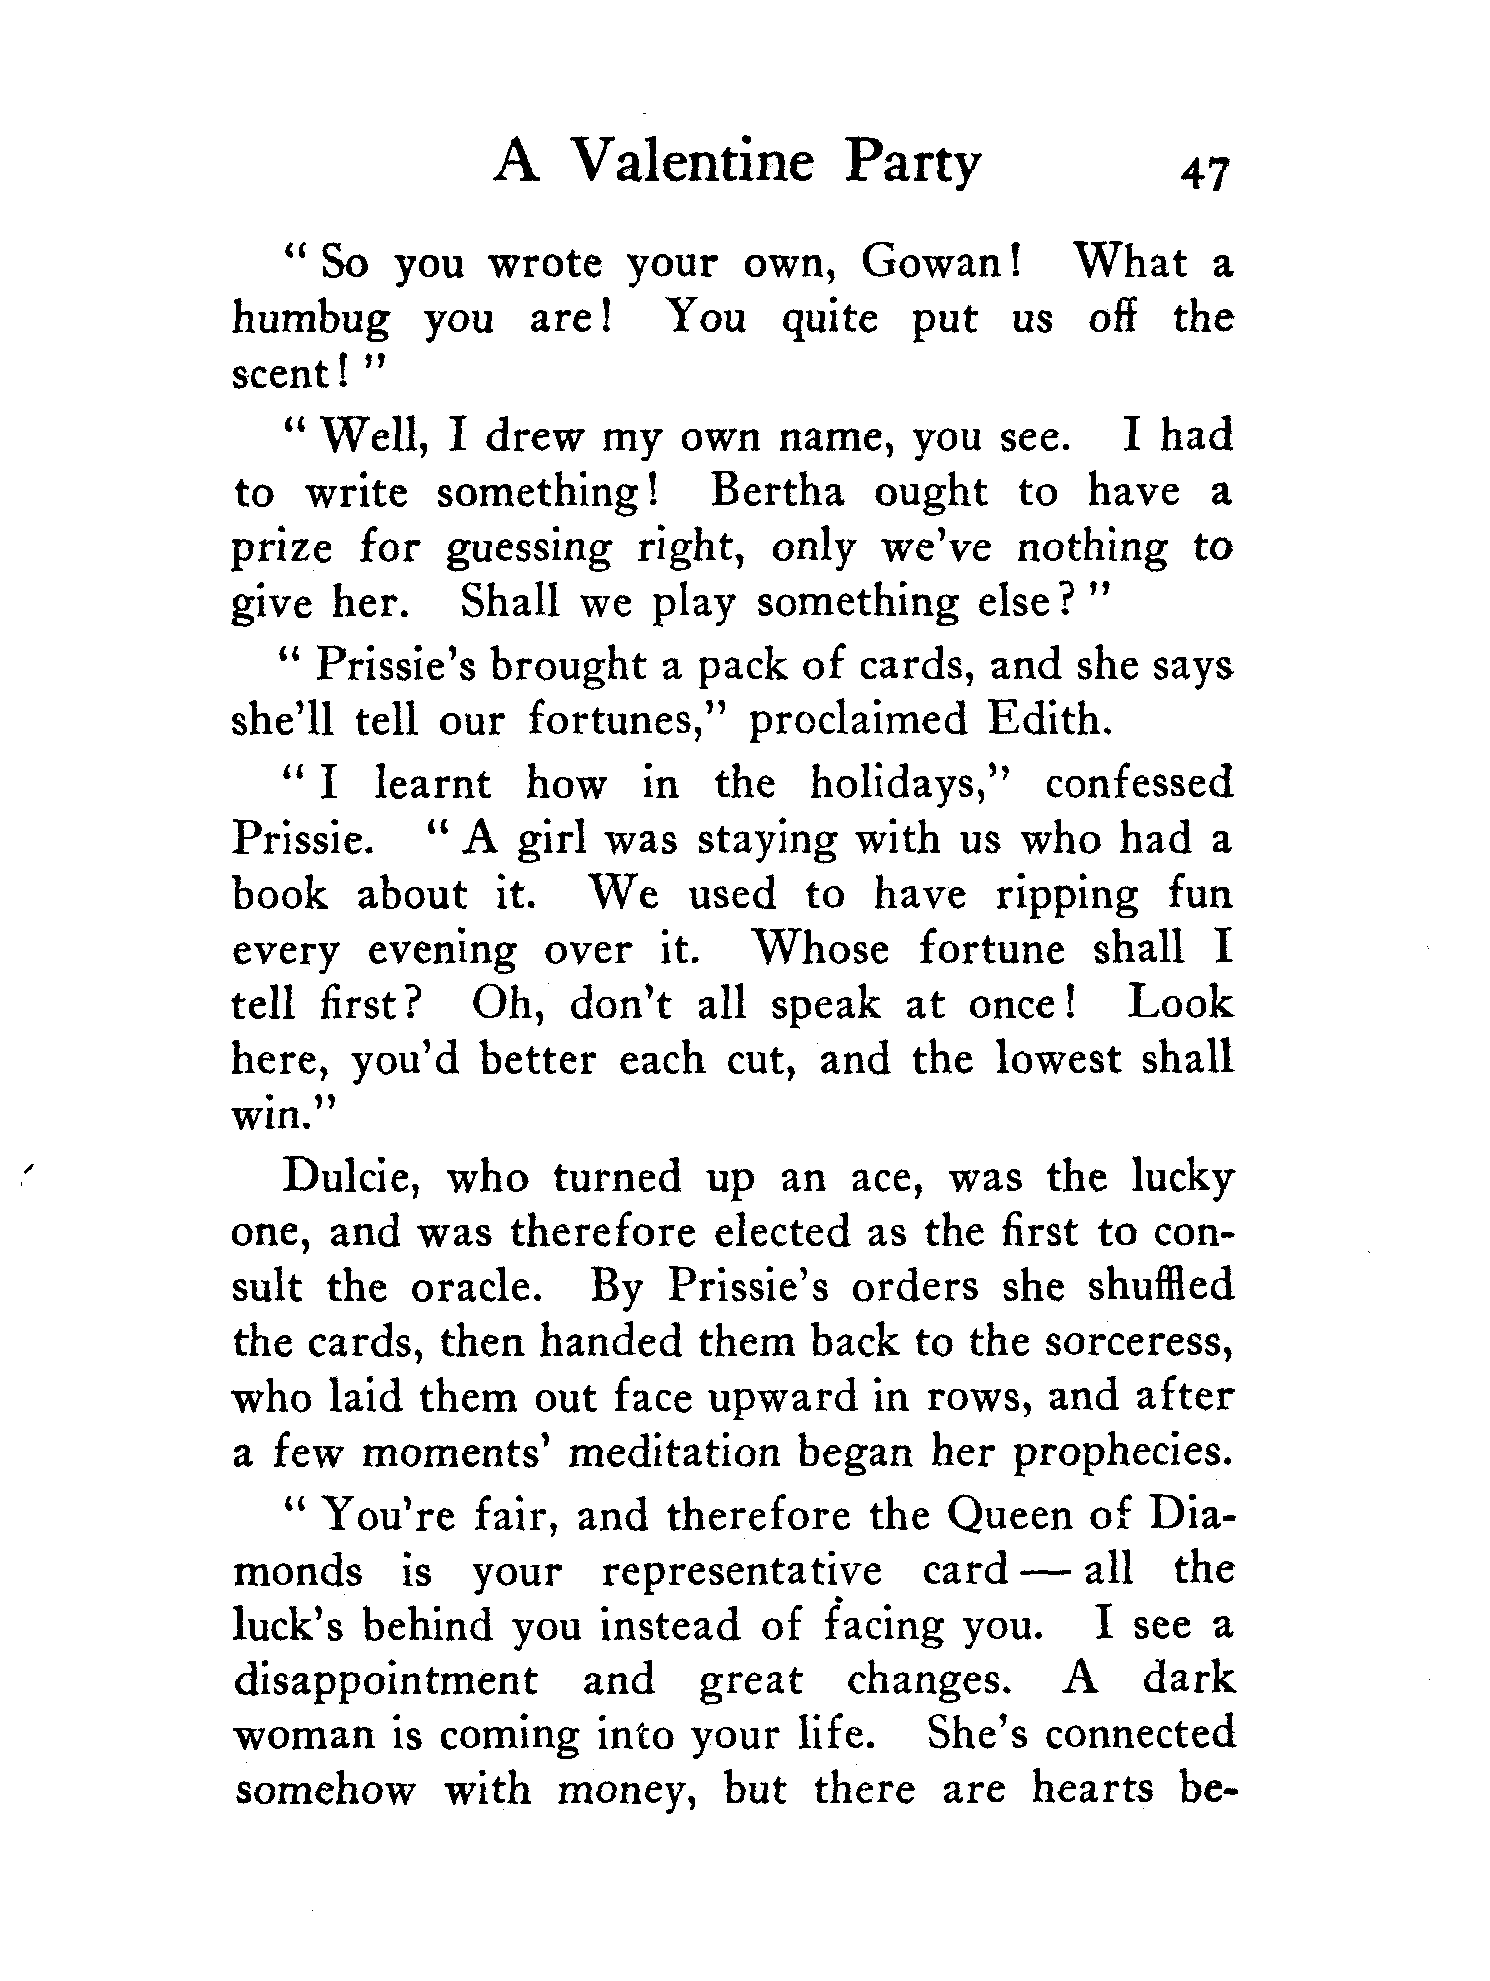 A Valentine Party 47
“ So you wrote your own, Gowan! What a
humbug you are! You quite put us off the
scent! ”
“ Well, I drew my own name, you see. I had
to write something! Bertha ought to have a
prize for guessing right, only we’ve nothing to
give her. Shall we play something else? ”
“ Prissie’s brought a pack of cards, and she says
she’ll tell our fortunes,” proclaimed Edith.
“ I learnt how in the holidays,” confessed
Prissie. “ A girl was staying with us who had a
book about it. We used to have ripping fun
every evening over it. Whose fortune shall I
tell first? Oh, don’t all speak at once! Look
here, you’d better each cut, and the lowest shall
win.”
Dulcie, who turned up an ace, was the lucky
one, and was therefore elected as the first to con-
sult the oracle. By Prissie’s orders she shuffled
the cards, then handed them back to the sorceress,
who laid them out face upward in rows, and after
a few moments’ meditation began her prophecies.
“ You’re fair, and therefore the Queen of Dia-
monds is your representative card — all the
luck’s behind you instead of facing you. I see a
disappointment and great changes. A dark
woman is coming into your life. She’s connected
somehow with money, but there are hearts be-